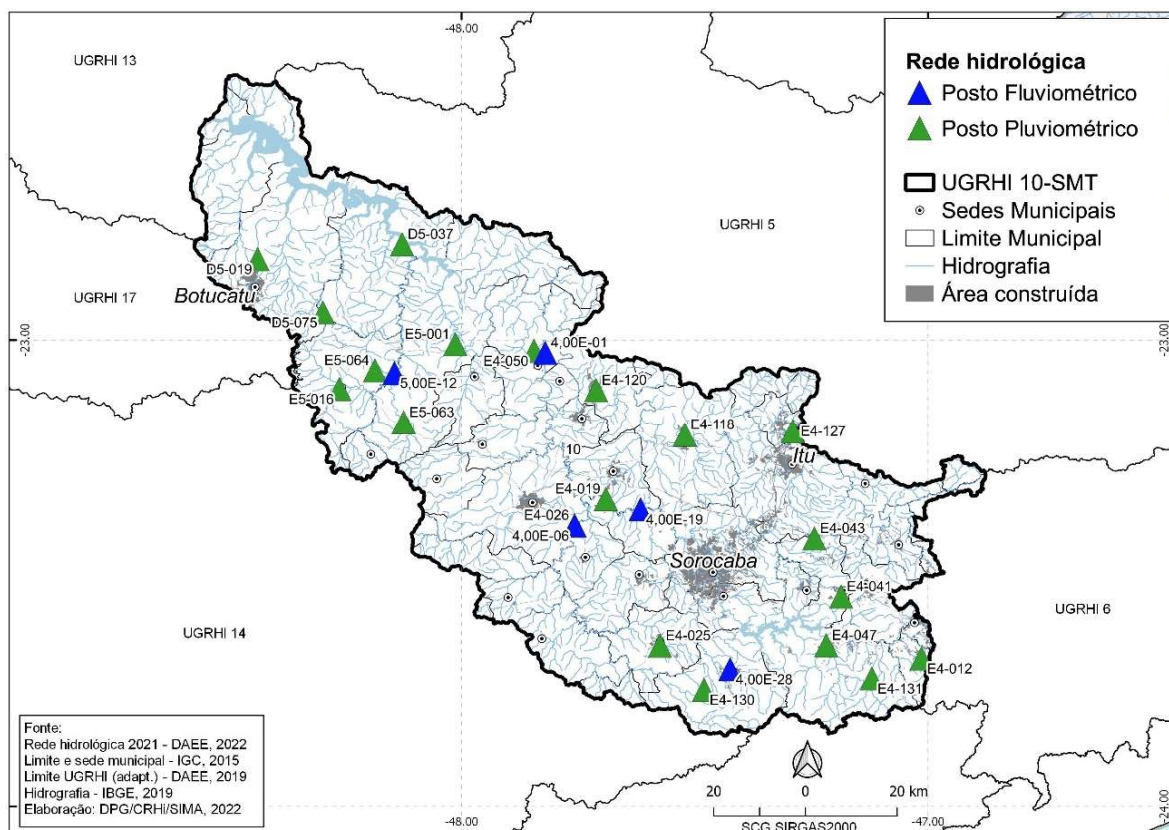 -48.00
UGRHI 13
Rede hidrológica
Posto Fluviométrico
Posto Pluviométrico
UGRHI 10-SMT
Sedes Municipais
Limite Municipal
Hidrografia
Área construída
UGRHI 5
D5-037
D5-019
Botucatu
UGRHI 17
D5-075
-23.00
-23.00
E5-001
4,00E-01
E4-050
E5-064
5,00E-12
E4-120
E5-016
E5-063
E4-118
E4-127
10
Itu
E4-019
E4-026
4,00E-19
4,00E-06
E4-043
Sorocaba
E4-041
UGRHI 6
UGRHI 14
E4-025
E4-047
E4-012
4,00E-28
E4-131
E4-130
Fonte:
Rede hidrológica 2021 - DAEE, 2022
Limite e sede municipal - IGC, 2015
Limite UGRHI (adapt.) - DAEE, 2019
Hidrografia - IBGE, 2019
Elaboração: DPG/CRHi/SIMA, 2022
20 0 20 km
SCG SIRGAS2000
-48.00
-47.00
-24.00